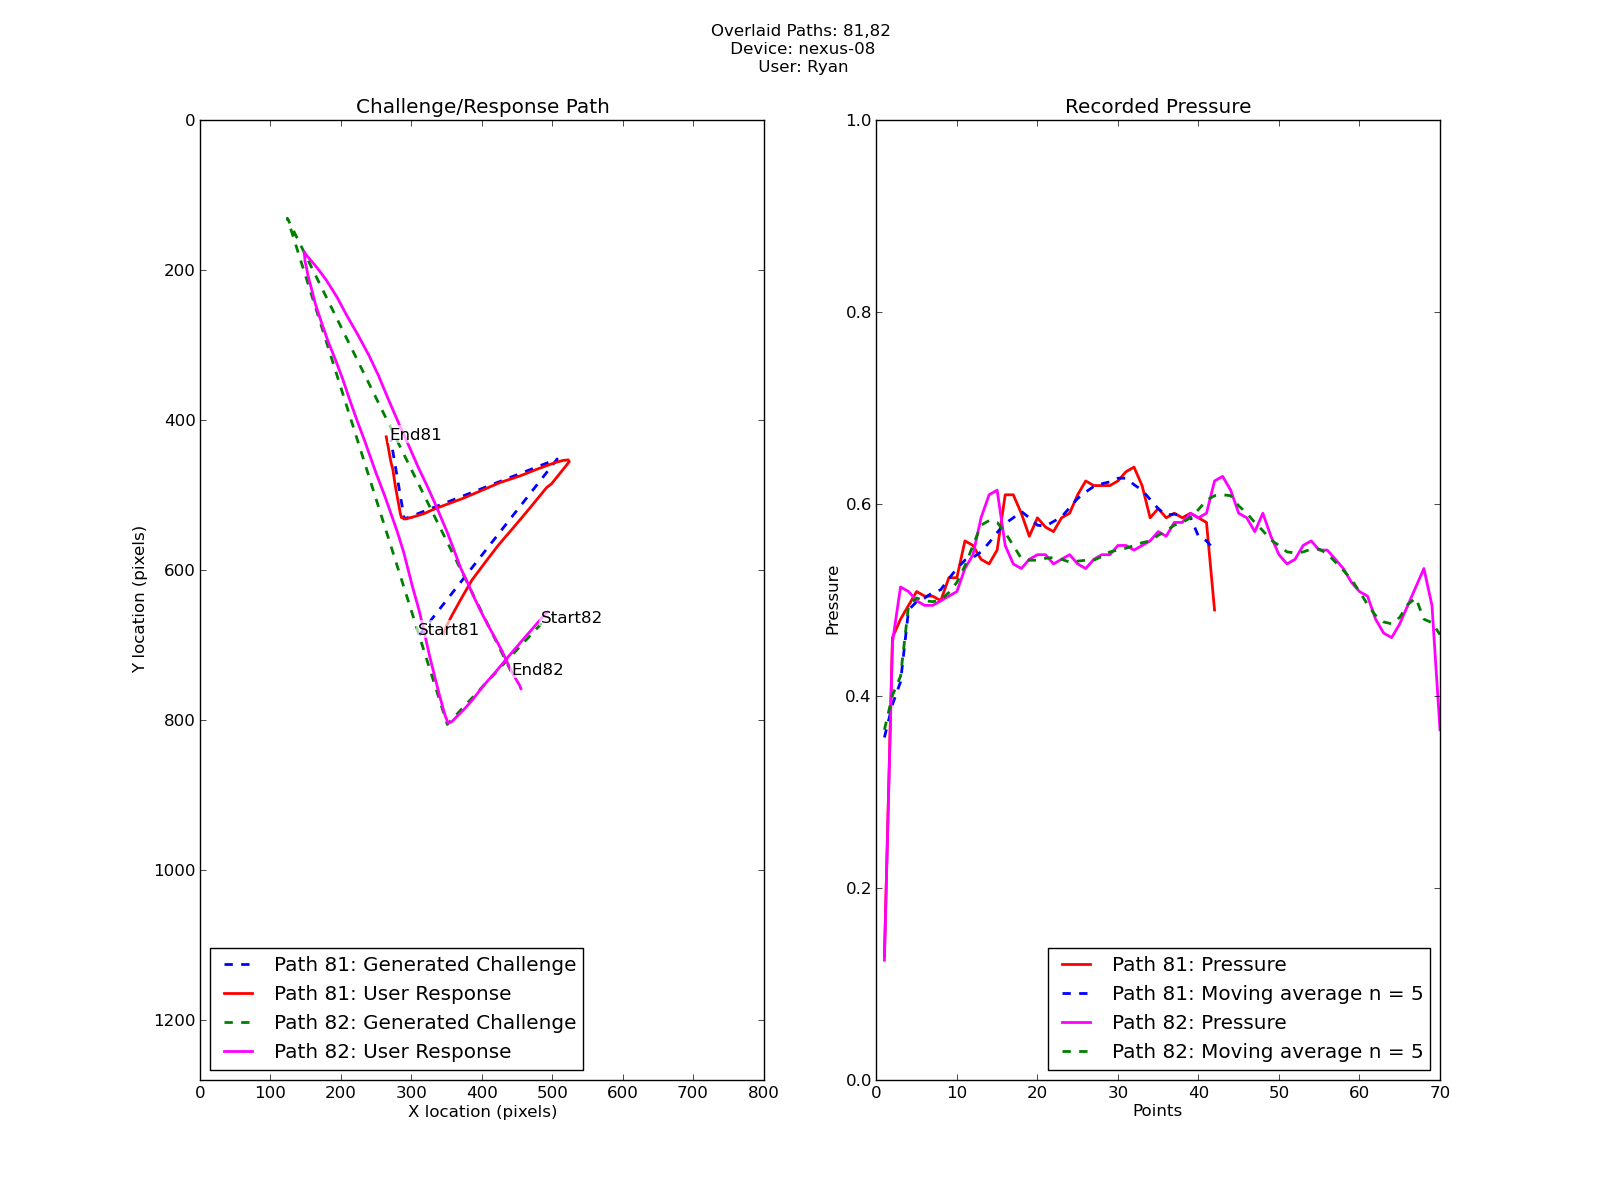 Overlaid Paths: 81,82
Device: nexus-08
User: Ryan
Challenge/Response Path
0
200
400
600
800
1000
1200
Y location (pixels)
End81
Start81
Start82
End82
Path 81: Generated Challenge
Path 81: User Response
Path 82: Generated Challenge
Path 82: User Response
0 100 200 300 400 500 600 700 800
X location (pixels)
Recorded Pressure
1.0
0.8
0.6
0.4
0.2
0.0
Pressure
Path 81: Pressure
Path 81: Moving average n = 5
Path 82: Pressure
Path 82: Moving average n = 5
0 10 20 30 40 50 60 70
Points